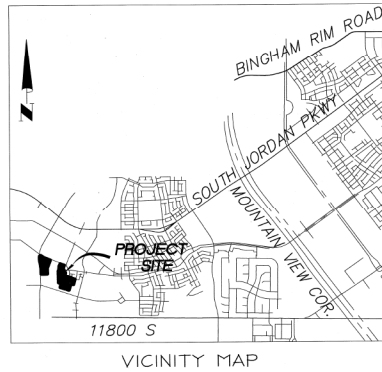 BINGHAM RIM ROAD
N
SOUTH JORDAN PKWY
MOUNTAIN VIEW COR.
PROJECT
SITE
11800 S
VICINITY MAP